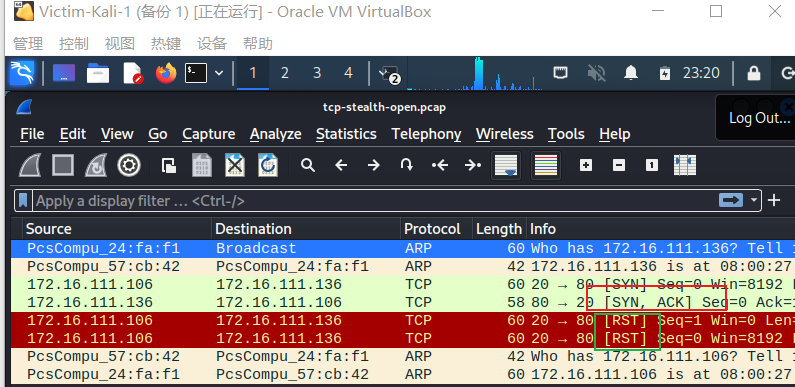 Victim-Kali-1 (备份 1) [正在运行] - Oracle VM VirtualBox
管理 控制 视图 热键 设备 帮助
1 2 3 4 2 23:20
tcp-stealth-open.pcap
Log Out...
File Edit View Go Capture Analyze Statistics Telephony Wireless Tools Help
Apply a display filter ... <Ctrl-/>
Source Destination Protocol Length Info
PcsCompu_24:fa:f1 Broadcast ARP 60 Who has 172.16.111.136? Tell 1
PcsCompu_57:cb:42 PcsCompu_24:fa:f1 ARP 42 172.16.111.136 is at 08:00:27
172.16.111.106 172.16.111.136 TCP 60 20 → 80 [SYN] Seq=0 Win=8192 L
172.16.111.136 172.16.111.106 TCP 58 80 → 20 [SYN, ACK] Seq=0 Ack=1
172.16.111.106 172.16.111.136 TCP 60 20 → 80 [RST] Seq=1 Win=0 Len=
172.16.111.106 172.16.111.136 TCP 60 20 → 80 [RST] Seq=0 Win=8192
PcsCompu_57:cb:42 PcsCompu_24:fa:f1 ARP 42 Who has 172.16.111.106? Tell 1
PcsCompu_24:fa:f1 PcsCompu_57:cb:42 ARP 60 172.16.111.106 is at 08:00:27